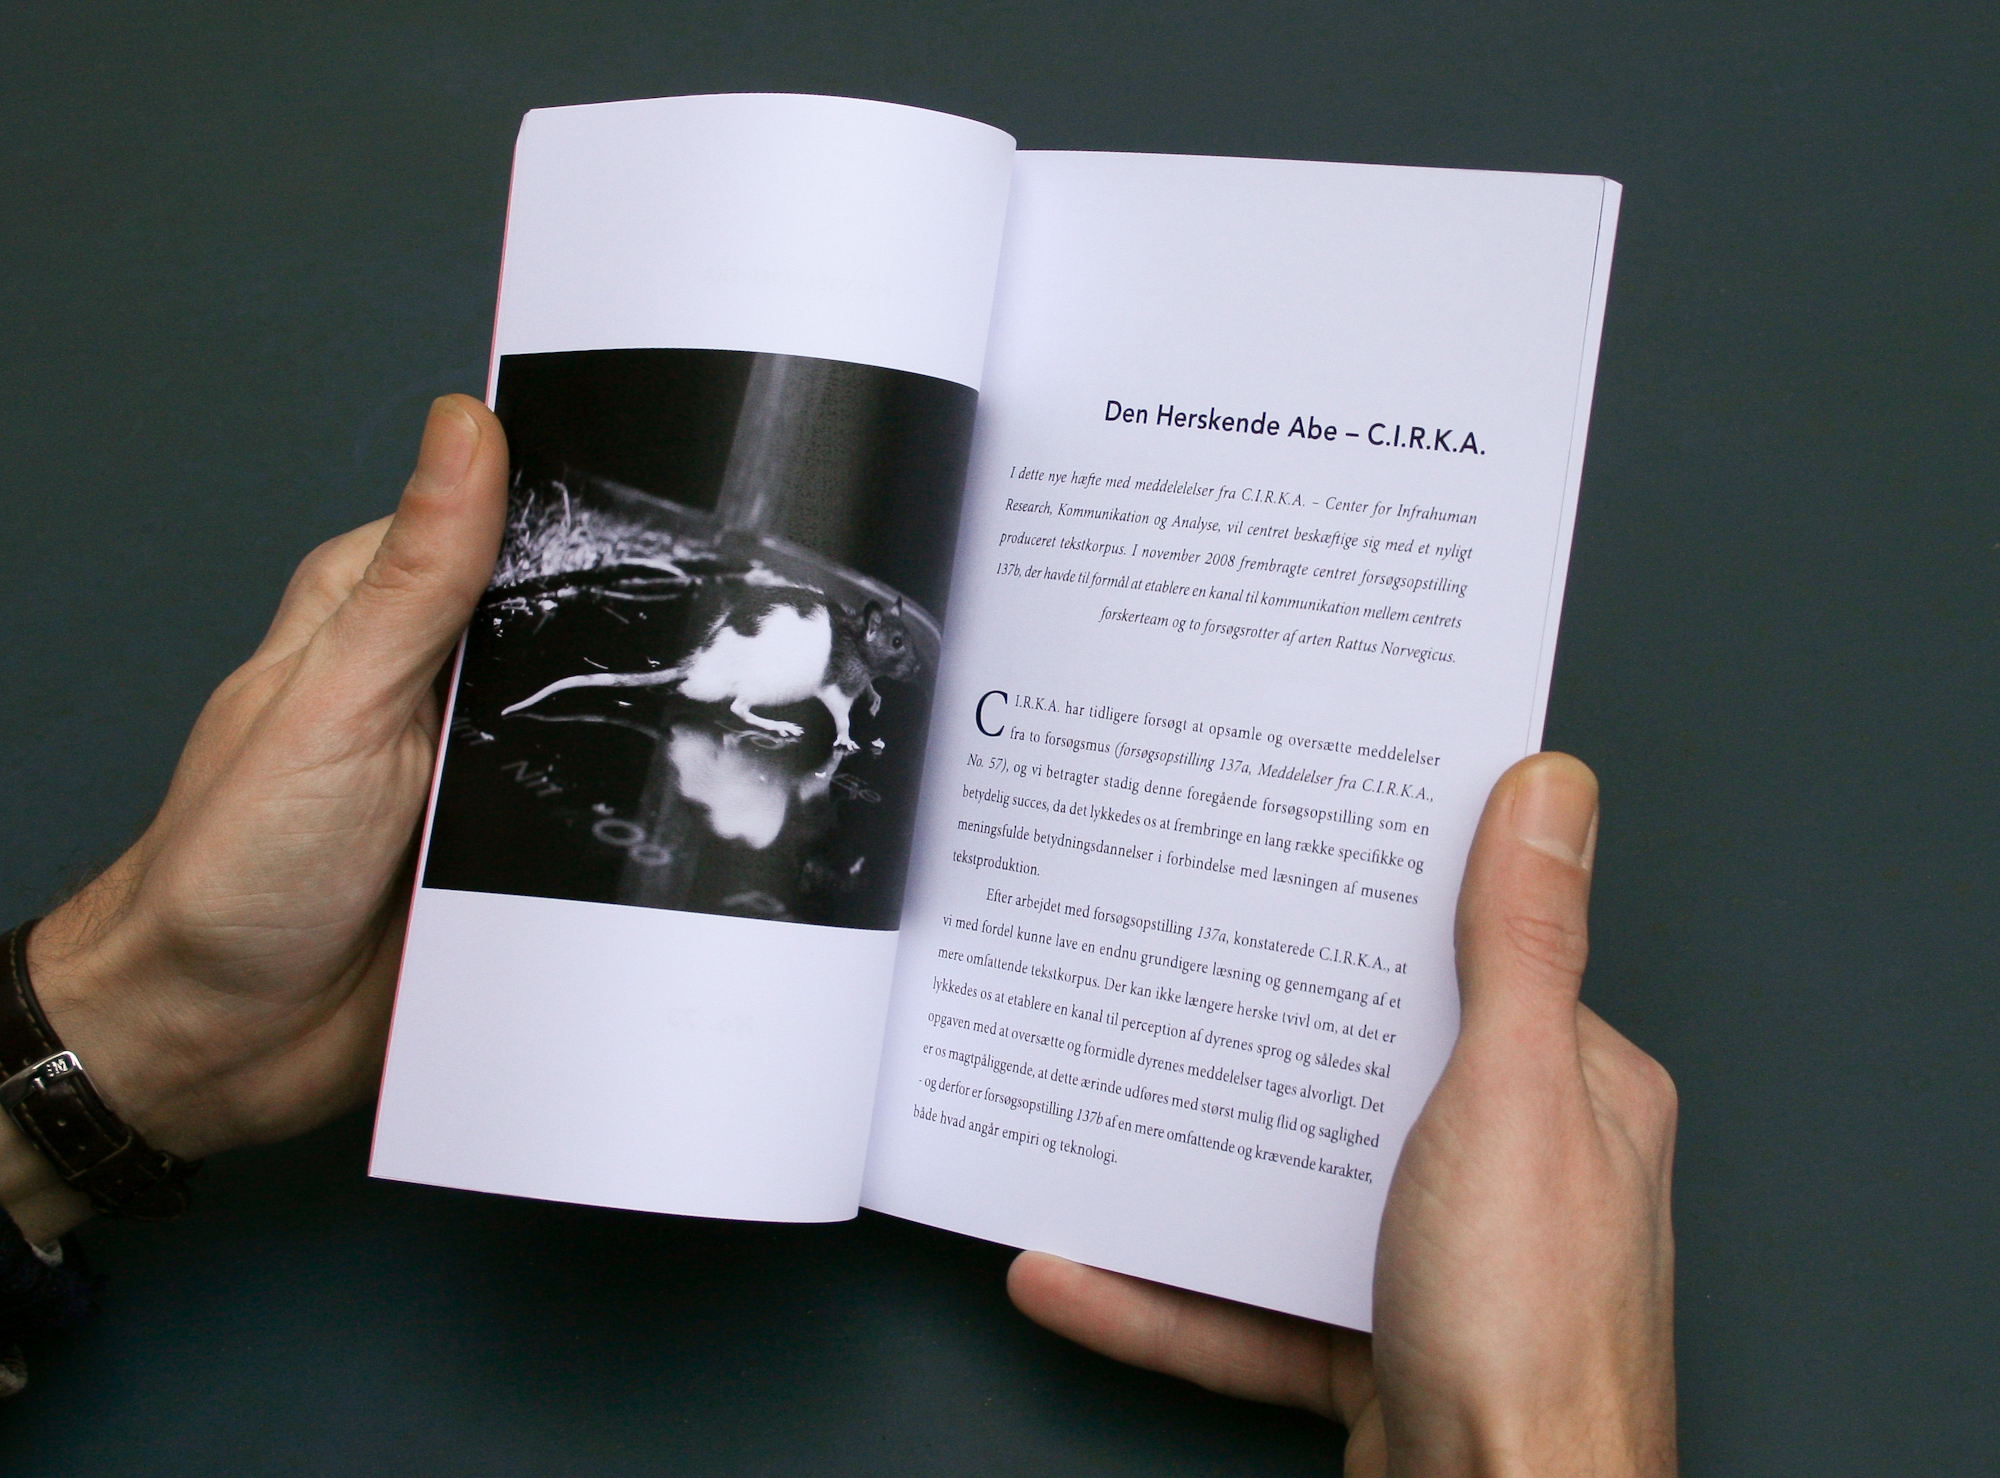 Den Herskende Abe – C.I.R.K.A.
I dette nye hæfte med meddelelelser fra C.I.R.K.A. – Center for Infrahuman
Research, Kommunikation og Analyse, vil centret beskæftige sig med et nyligt
produceret tekstkorpus. I november 2008 frembragte centret forsøgsopstilling
137b, der havde til formål at etablere en kanal til kommunikation mellem centrets
forskerteam og to forsøgsrotter af arten Rattus Norvegicus.
C I.R.K.A. har tidligere forsøgt at opsamle og oversætte meddelelser
fra to forsøgsmus (forsøgsopstilling 137a, Meddelelser fra C.I.R.K.A.,
No. 57), og vi betragter stadig denne foregående forsøgsopstilling som en
betydelig succes, da det lykkedes os at frembringe en lang række specifikke og
meningsfulde betydningsdannelser i forbindelse med læsningen af musenes
tekstproduktion.
Efter arbejdet med forsøgsopstilling 137a, konstaterede C.I.R.K.A., at
vi med fordel kunne lave en endnu grundigere læsning og gennemgang af et
mere omfattende tekstkorpus. Der kan ikke længere herske tvivl om, at det er
lykkedes os at etablere en kanal til perception af dyrenes sprog og således skal
opgaven med at oversætte og formidle dyrenes meddelelser tages alvorligt. Det
er os magtpåliggende, at dette ærinde udføres med størst mulig flid og saglighed
- og derfor er forsøgsopstilling 137b af en mere omfattende og krævende karakter,
både hvad angår empiri og teknologi.